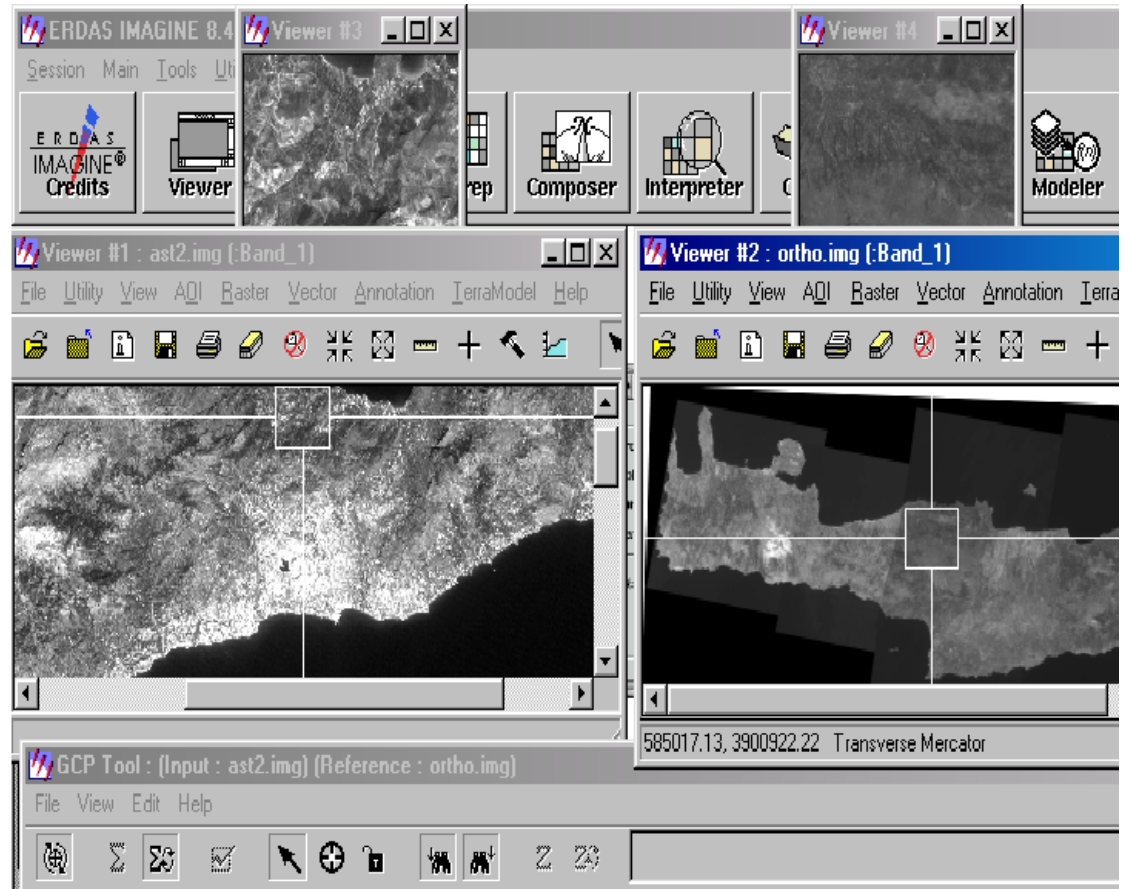 ERDAS IMAGINE 8.4
Viewer #3
Viewer #4
Session Main Tools Uti
ERDAS
IMAGINE®
Credits
Viewer
rep
Composer
Interpreter
C
Modeler
Viewer #1 : ast2.img (:Band_1)
File Utility View AOI Raster Vector Annotation TerraModel Help
Viewer #2 : ortho.img (:Band_1)
File Utility View AOI Raster Vector Annotation Terra
585017.13, 3900922.22 Transverse Mercator
GCP Tool : (Input : ast2.img) (Reference : ortho.img)
File View Edit Help